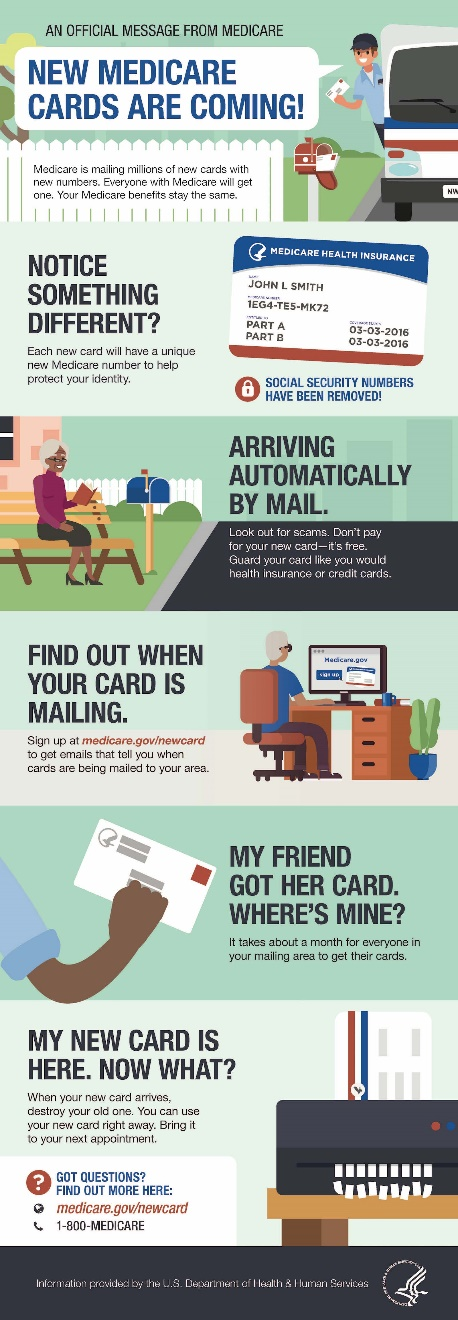 AN OFFICIAL MESSAGE FROM MEDICARE
NEW MEDICARE
CARDS ARE COMING!
Medicare is mailing millions of new cards with
new numbers. Everyone with Medicare will get
one. Your Medicare benefits stay the same.
NW
NOTICE
SOMETHING
DIFFERENT?
Each new card will have a unique
new Medicare number to help
protect your identity.
MEDICARE HEALTH INSURANCE
JOHN L SMITH
1EG4-TE5-MK72
PART A
PART B
03-03-2016
03-03-2016
SOCIAL SECURITY NUMBERS
HAVE BEEN REMOVED!
ARRIVING
AUTOMATICALLY
BY MAIL.
Look out for scams. Don't pay
for your new card—it's free.
Guard your card like you would
health insurance or credit cards.
FIND OUT WHEN
YOUR CARD IS
MAILING.
Sign up at medicare.gov/newcard
to get emails that tell you when
cards are being mailed to your area.
Medicare.gov
sign up
MY FRIEND
GOT HER CARD.
WHERE'S MINE?
It takes about a month for everyone in
your mailing area to get their cards.
MY NEW CARD IS
HERE. NOW WHAT?
When your new card arrives,
destroy your old one. You can use
your new card right away. Bring it
to your next appointment.
GOT QUESTIONS?
FIND OUT MORE HERE:
medicare.gov/newcard
1-800-MEDICARE
Information provided by the U.S. Department of Health & Human Services